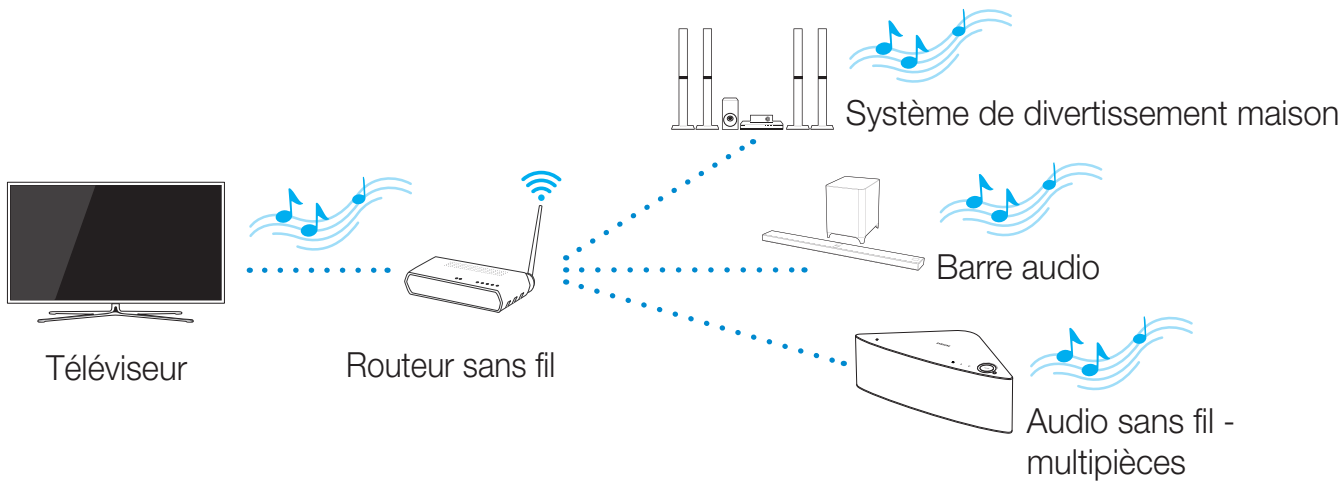 Système de divertissement maison
Barre audio
Téléviseur
Routeur sans fil
Audio sans fil -
multipièces